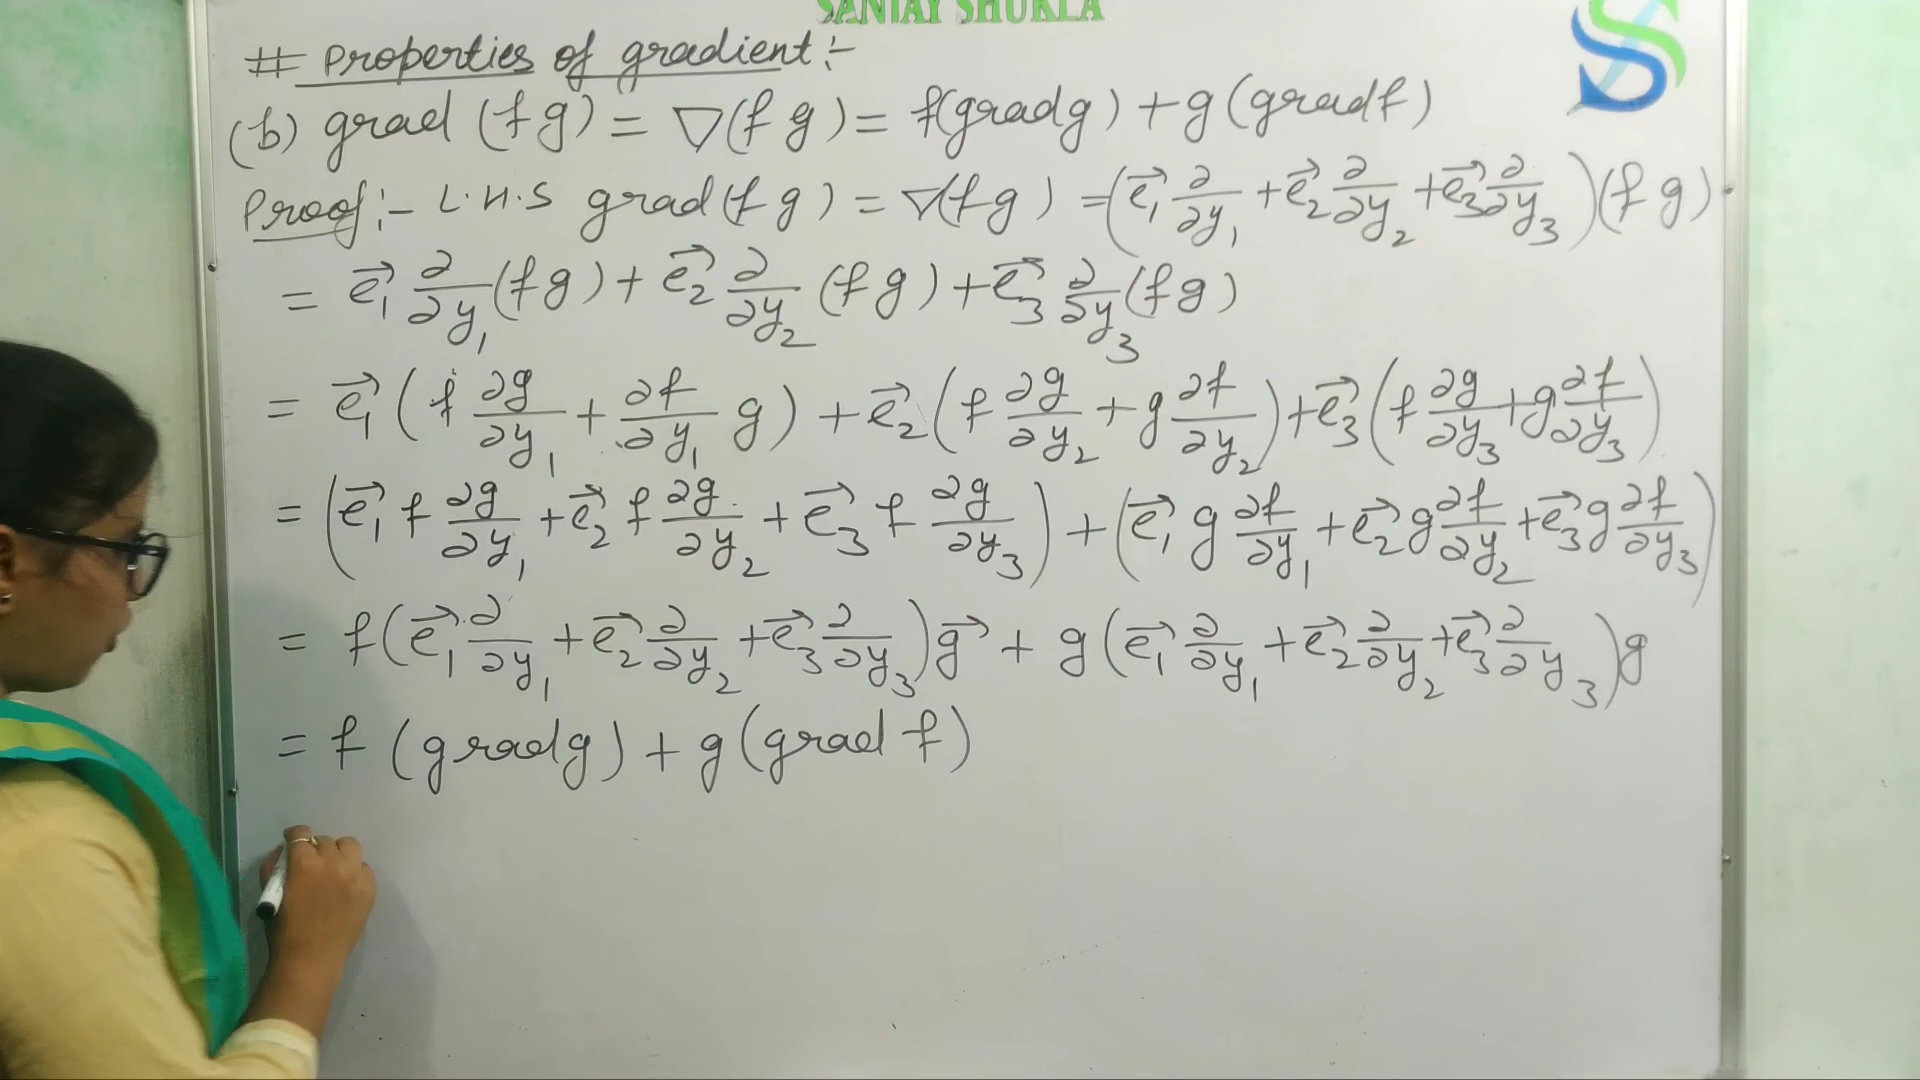 SANJAY SHUKLA
# Properties of gradient :-
(b) grad (f g) = ∇(f g) = f(grad g) + g (grad f)
Proof :- L.H.S grad (f g) = ∇(f g) = (e⃗₁ ∂/∂y₁ + e⃗₂ ∂/∂y₂ + e⃗₃ ∂/∂y₃)(f g)
= e⃗₁ ∂/∂y₁ (f g) + e⃗₂ ∂/∂y₂ (f g) + e⃗₃ ∂/∂y₃ (f g)
= e⃗₁ (f ∂g/∂y₁ + ∂f/∂y₁ g) + e⃗₂ (f ∂g/∂y₂ + g ∂f/∂y₂) + e⃗₃ (f ∂g/∂y₃ + g ∂f/∂y₃)
= (e⃗₁ f ∂g/∂y₁ + e⃗₂ f ∂g/∂y₂ + e⃗₃ f ∂g/∂y₃) + (e⃗₁ g ∂f/∂y₁ + e⃗₂ g ∂f/∂y₂ + e⃗₃ g ∂f/∂y₃)
= f (e⃗₁ ∂/∂y₁ + e⃗₂ ∂/∂y₂ + e⃗₃ ∂/∂y₃) g⃗ + g (e⃗₁ ∂/∂y₁ + e⃗₂ ∂/∂y₂ + e⃗₃ ∂/∂y₃) g
= f (grad g) + g (grad f)